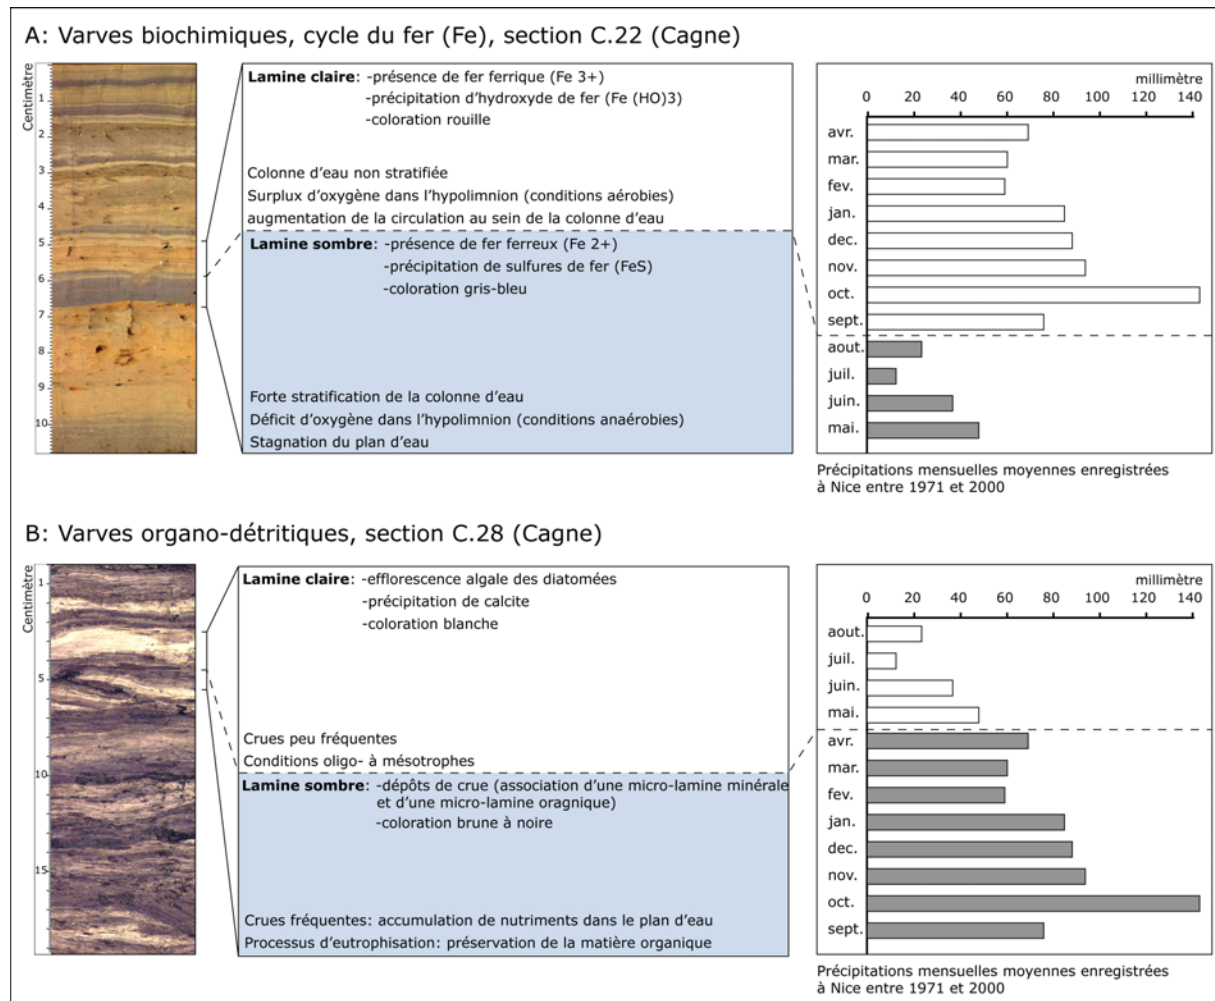 A: Varves biochimiques, cycle du fer (Fe), section C.22 (Cagne)
Centimètre
1
2
3
4
5
6
7
8
9
10
Lamine claire: -présence de fer ferrique (Fe 3+)
-précipitation d'hydroxyde de fer (Fe (HO)3)
-coloration rouille
Colonne d'eau non stratifiée
Surplux d'oxygène dans l'hypolimnion (conditions aérobies)
augmentation de la circulation au sein de la colonne d'eau
Lamine sombre: -présence de fer ferreux (Fe 2+)
-précipitation de sulfures de fer (FeS)
-coloration gris-bleu
Forte stratification de la colonne d'eau
Déficit d'oxygène dans l'hypolimnion (conditions anaérobies)
Stagnation du plan d'eau
millimètre
0 20 40 60 80 100 120 140
avr.
mar.
fev.
jan.
dec.
nov.
oct.
sept.
aout.
juil.
juin.
mai.
Précipitations mensuelles moyennes enregistrées
à Nice entre 1971 et 2000
B: Varves organo-détritiques, section C.28 (Cagne)
Centimètre
1
5
10
15
Lamine claire: -efflorescence algale des diatomées
-précipitation de calcite
-coloration blanche
Crues peu fréquentes
Conditions oligo- à mésotrophes
Lamine sombre: -dépôts de crue (association d'une micro-lamine minérale
et d'une micro-lamine oragnique)
-coloration brune à noire
Crues fréquentes: accumulation de nutriments dans le plan d'eau
Processus d'eutrophisation: préservation de la matière organique
millimètre
0 20 40 60 80 100 120 140
aout.
juil.
juin.
mai.
avr.
mar.
fev.
jan.
dec.
nov.
oct.
sept.
Précipitations mensuelles moyennes enregistrées
à Nice entre 1971 et 2000